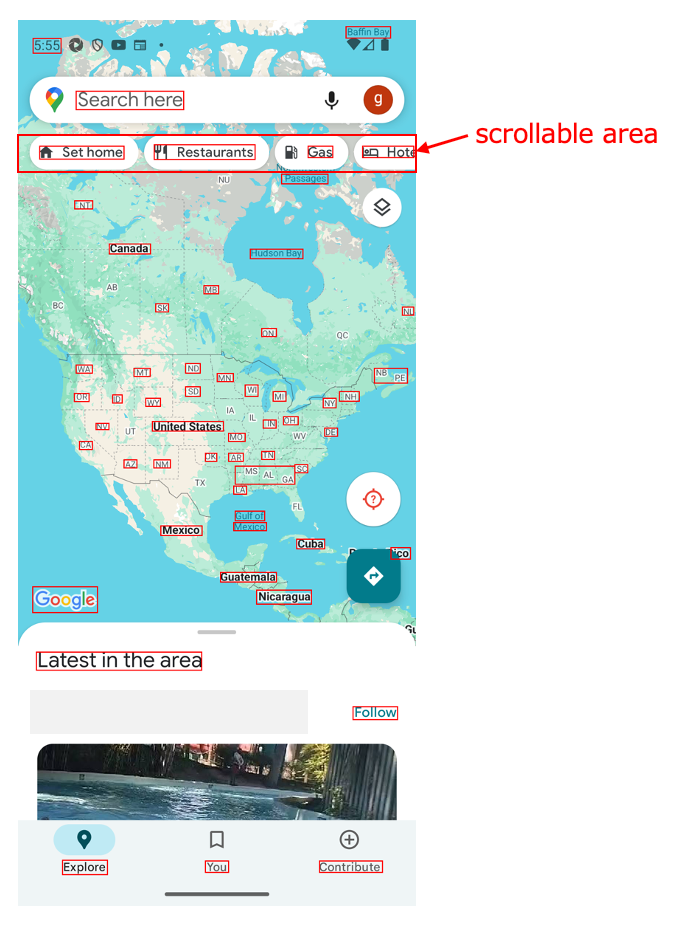 Baffin Bay
5:55
Search here
g
scrollable area
Set home Restaurants Gas Hote
Passages
NU
NT
Canada
Hudson Bay
AB
MB
BC
SK
NL
ON
QC
WA
MT
ND
MN
NB
PE
OR
ID
WY
SD
WI
MI
NY
NH
IA
IL
IN
OH
NV
UT
United States
MO
WV
DE
CA
AZ
NM
OK
AR
TN
SC
TX
MS
AL
GA
LA
FL
Gulf of
Mexico
Mexico
Cuba
ico
Guatemala
Nicaragua
Google
Gu
Latest in the area
Follow
Explore You Contribute